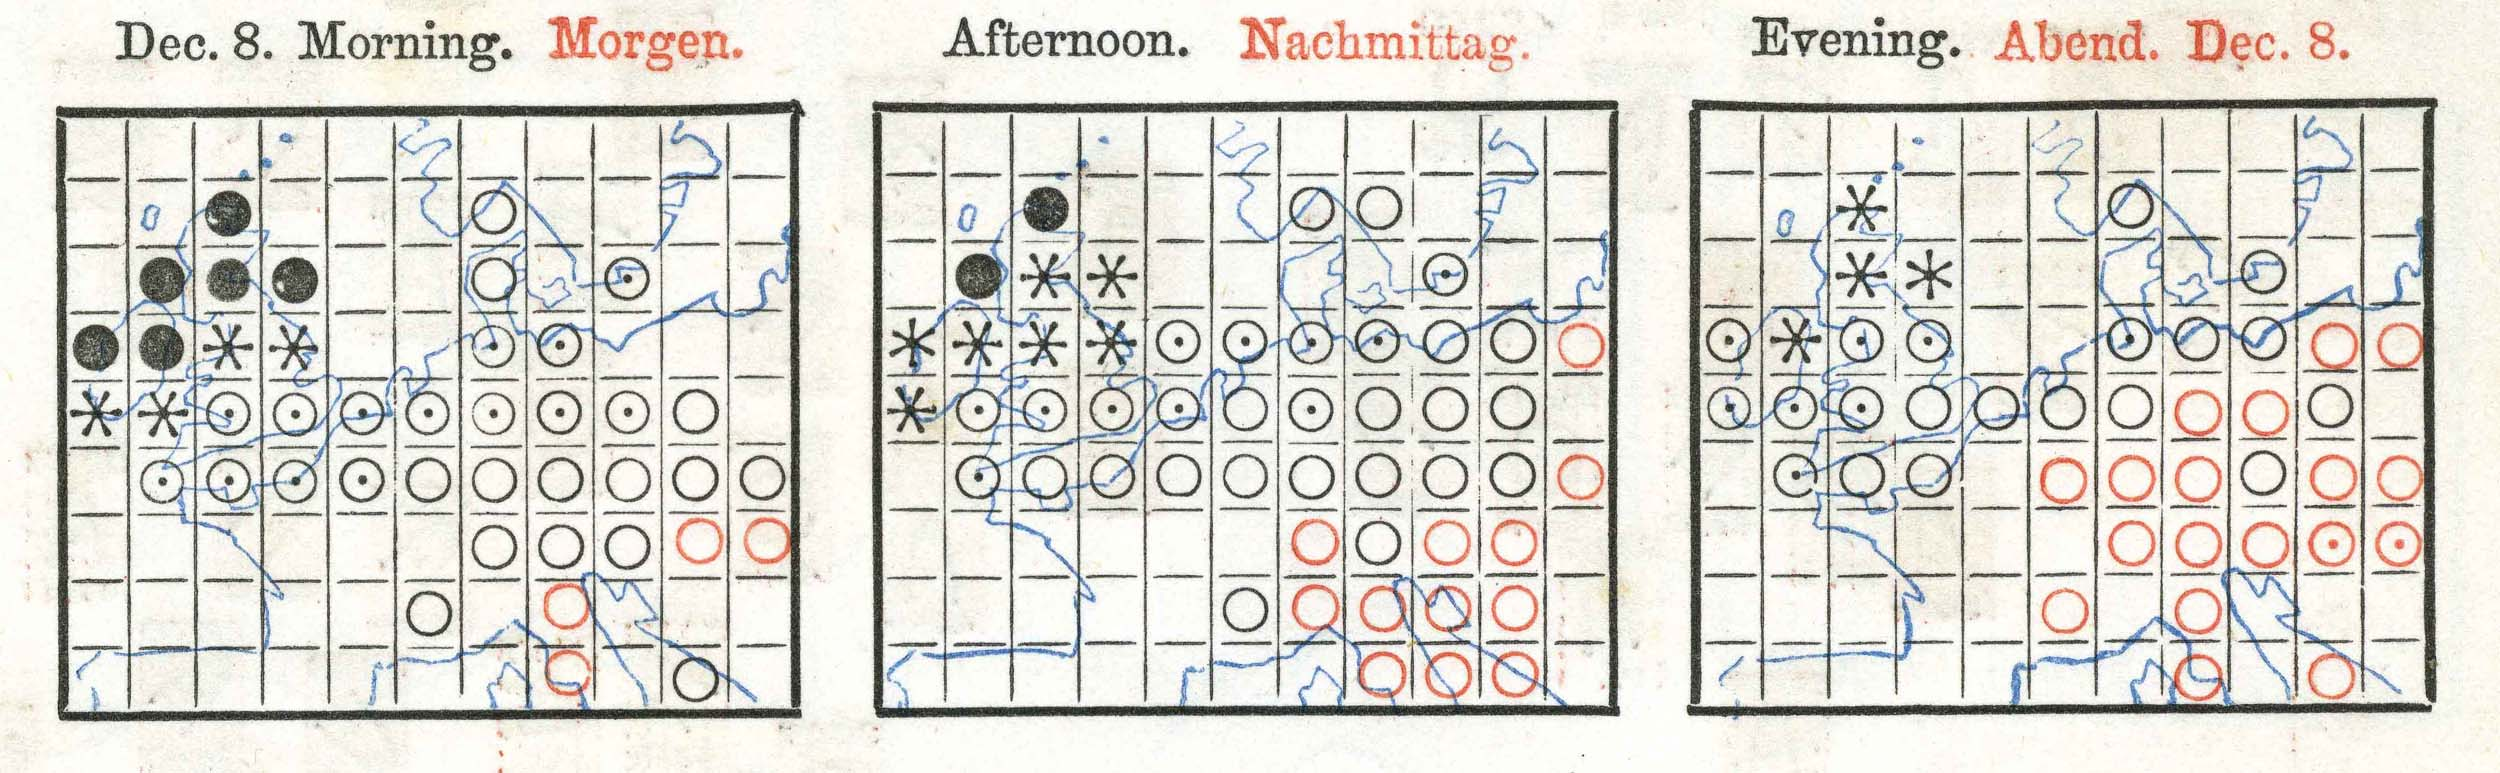 Dec. 8. Morning. Morgen.
Afternoon. Nachmittag.
Evening. Abend. Dec. 8.